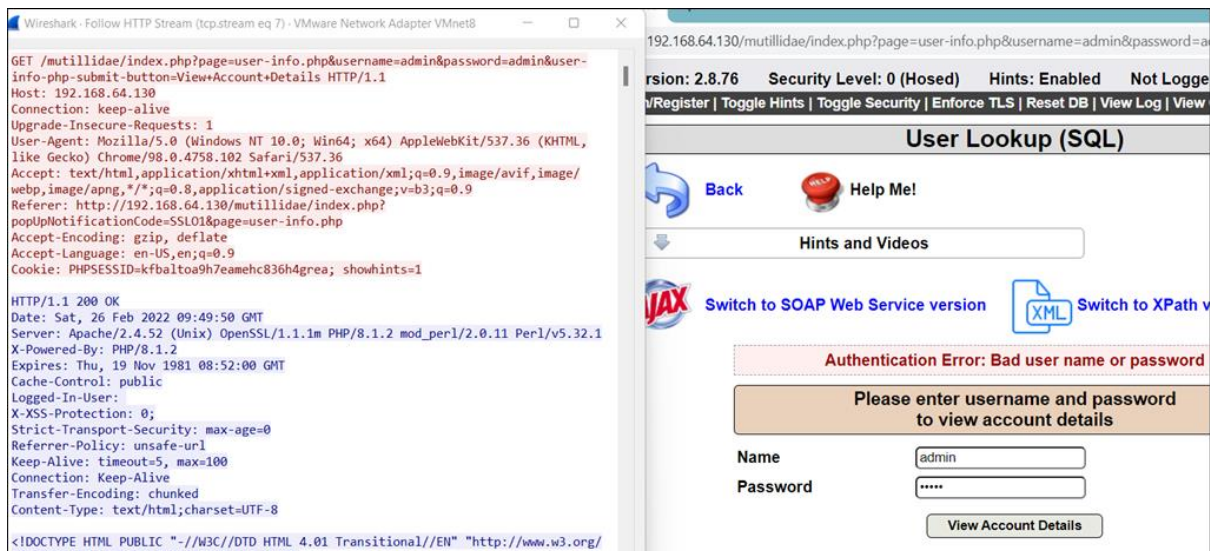 Wireshark · Follow HTTP Stream (tcp.stream eq 7) · VMware Network Adapter VMnet8
GET /mutillidae/index.php?page=user-info.php&username=admin&password=admin&user-
info-php-submit-button=View+Account+Details HTTP/1.1
Host: 192.168.64.130
Connection: keep-alive
Upgrade-Insecure-Requests: 1
User-Agent: Mozilla/5.0 (Windows NT 10.0; Win64; x64) AppleWebKit/537.36 (KHTML,
like Gecko) Chrome/98.0.4758.102 Safari/537.36
Accept: text/html,application/xhtml+xml,application/xml;q=0.9,image/avif,image/
webp,image/apng,*/*;q=0.8,application/signed-exchange;v=b3;q=0.9
Referer: http://192.168.64.130/mutillidae/index.php?
popUpNotificationCode=SSLO1&page=user-info.php
Accept-Encoding: gzip, deflate
Accept-Language: en-US,en;q=0.9
Cookie: PHPSESSID=kfbaltoa9h7eamehc836h4grea; showhints=1
HTTP/1.1 200 OK
Date: Sat, 26 Feb 2022 09:49:50 GMT
Server: Apache/2.4.52 (Unix) OpenSSL/1.1.1m PHP/8.1.2 mod_perl/2.0.11 Perl/v5.32.1
X-Powered-By: PHP/8.1.2
Expires: Thu, 19 Nov 1981 08:52:00 GMT
Cache-Control: public
Logged-In-User:
X-XSS-Protection: 0;
Strict-Transport-Security: max-age=0
Referrer-Policy: unsafe-url
Keep-Alive: timeout=5, max=100
Connection: Keep-Alive
Transfer-Encoding: chunked
Content-Type: text/html;charset=UTF-8
<!DOCTYPE HTML PUBLIC "-//W3C//DTD HTML 4.01 Transitional//EN" "http://www.w3.org/
192.168.64.130/mutillidae/index.php?page=user-info.php&username=admin&password=a
rsion: 2.8.76 Security Level: 0 (Hosed) Hints: Enabled Not Logge
n/Register | Toggle Hints | Toggle Security | Enforce TLS | Reset DB | View Log | View
User Lookup (SQL)
Back
HELP
Help Me!
Hints and Videos
AJAX
Switch to SOAP Web Service version
XML
Switch to XPath v
Authentication Error: Bad user name or password
Please enter username and password
to view account details
Name admin
Password •••••
View Account Details